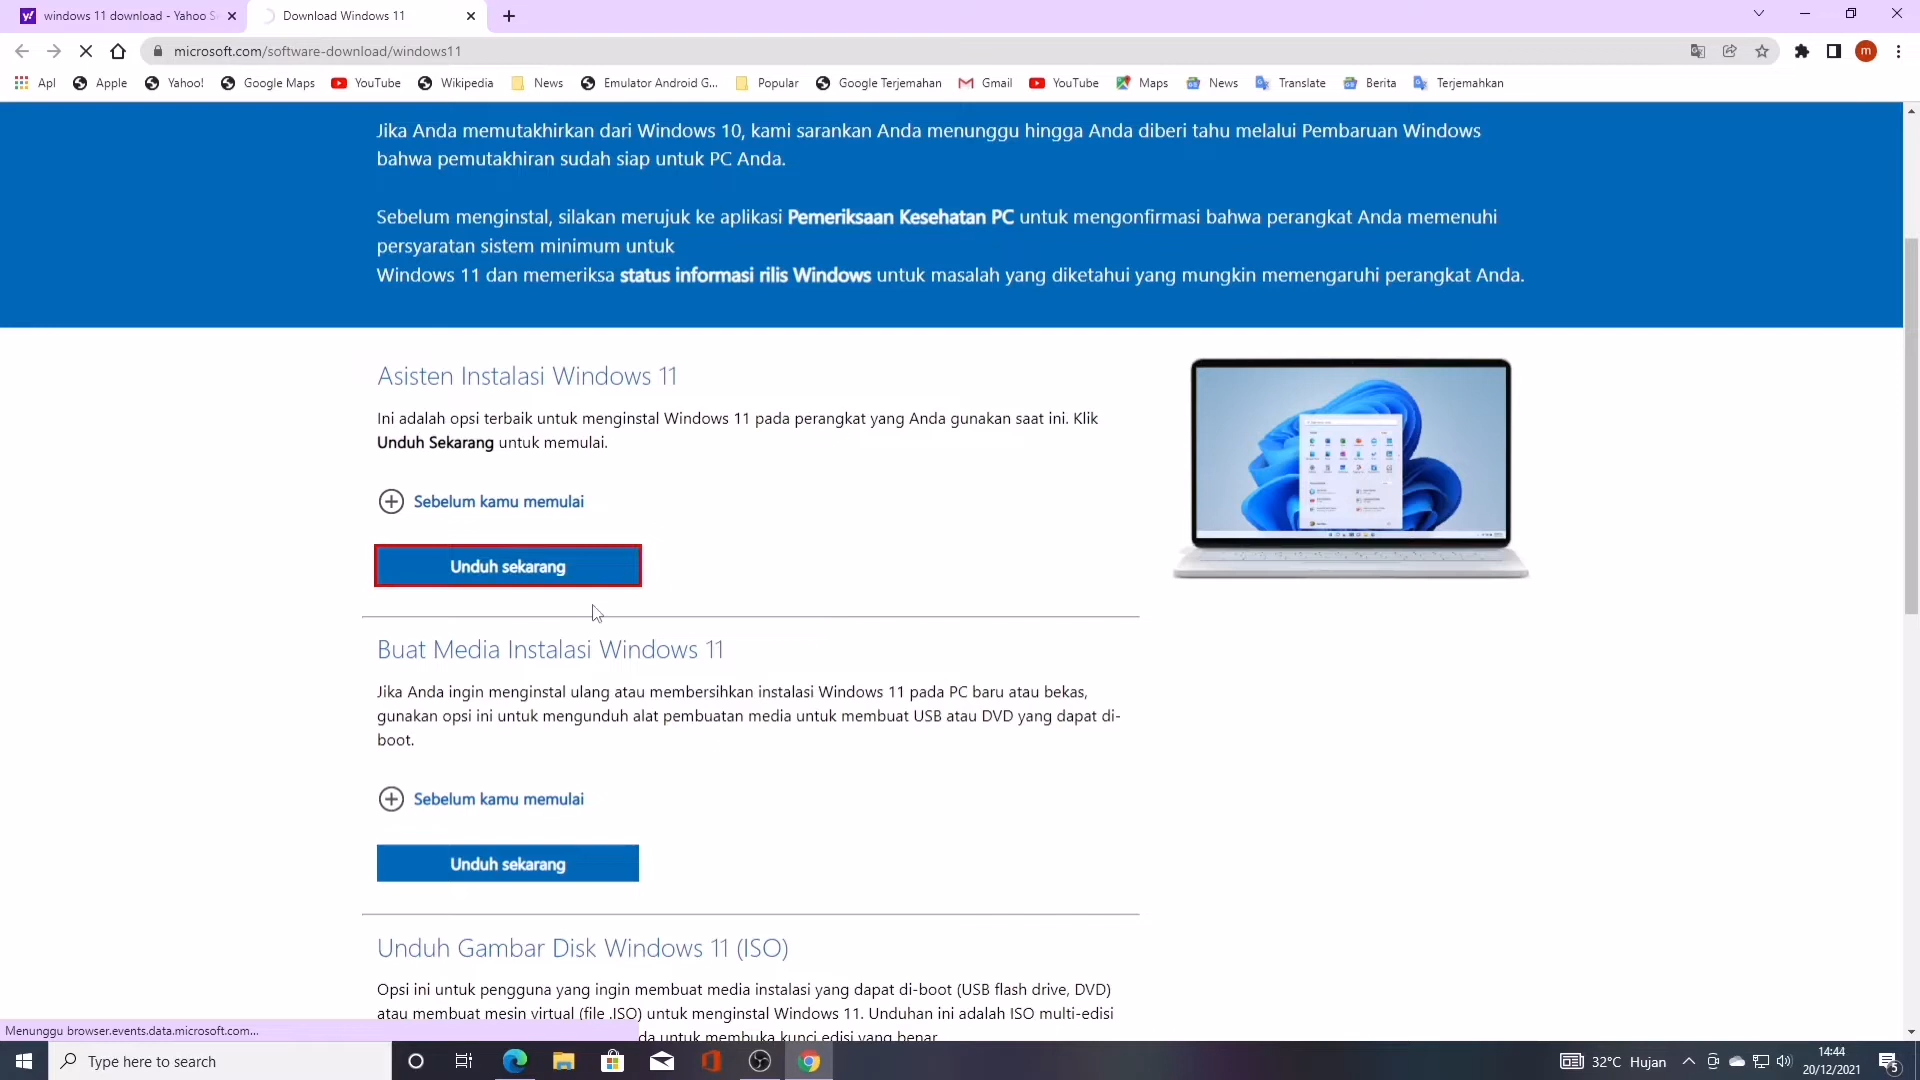 windows 11 download - Yahoo S
Download Windows 11
microsoft.com/software-download/windows11
m
Apl
Apple
Yahoo!
Google Maps
YouTube
Wikipedia
News
Emulator Android G...
Popular
Google Terjemahan
Gmail
YouTube
Maps
News
Translate
Berita
Terjemahkan
Jika Anda memutakhirkan dari Windows 10, kami sarankan Anda menunggu hingga Anda diberi tahu melalui Pembaruan Windows
bahwa pemutakhiran sudah siap untuk PC Anda.
Sebelum menginstal, silakan merujuk ke aplikasi Pemeriksaan Kesehatan PC untuk mengonfirmasi bahwa perangkat Anda memenuhi
persyaratan sistem minimum untuk
Windows 11 dan memeriksa status informasi rilis Windows untuk masalah yang diketahui yang mungkin memengaruhi perangkat Anda.
Asisten Instalasi Windows 11
Ini adalah opsi terbaik untuk menginstal Windows 11 pada perangkat yang Anda gunakan saat ini. Klik
Unduh Sekarang untuk memulai.
Sebelum kamu memulai
Unduh sekarang
Buat Media Instalasi Windows 11
Jika Anda ingin menginstal ulang atau membersihkan instalasi Windows 11 pada PC baru atau bekas,
gunakan opsi ini untuk mengunduh alat pembuatan media untuk membuat USB atau DVD yang dapat di-
boot.
Sebelum kamu memulai
Unduh sekarang
Unduh Gambar Disk Windows 11 (ISO)
Opsi ini untuk pengguna yang ingin membuat media instalasi yang dapat di-boot (USB flash drive, DVD)
atau membuat mesin virtual (file .ISO) untuk menginstal Windows 11. Unduhan ini adalah ISO multi-edisi
da untuk membuka kunci edisi yang benar.
Menunggu browser.events.data.microsoft.com...
Type here to search
32°C Hujan
14:44
20/12/2021
5